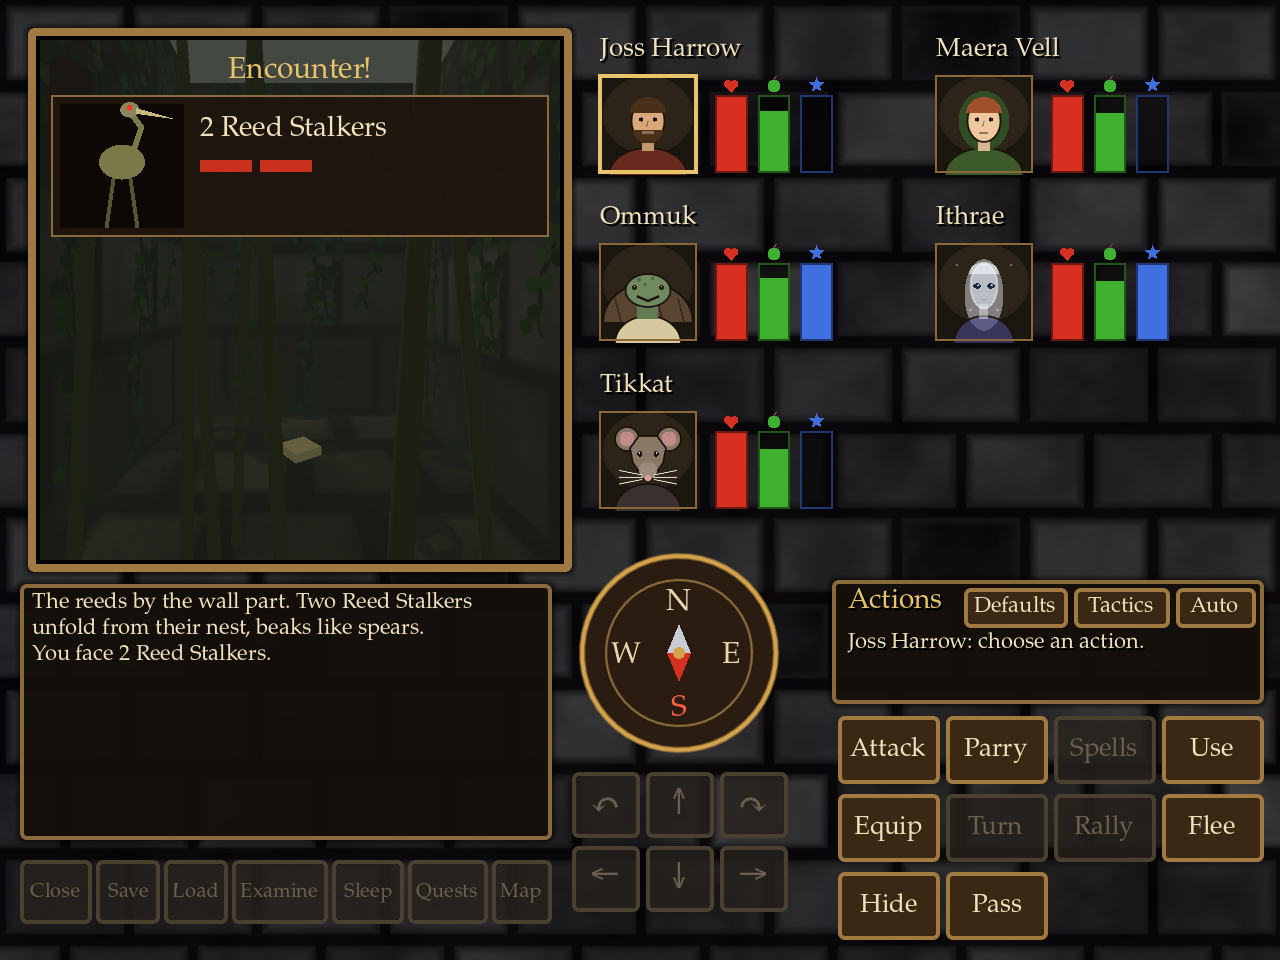 Encounter!
2 Reed Stalkers
Joss Harrow
Maera Vell
Ommuk
Ithrae
Tikkat
The reeds by the wall part. Two Reed Stalkers
unfold from their nest, beaks like spears.
You face 2 Reed Stalkers.
N
W
E
S
Actions
Defaults
Tactics
Auto
Joss Harrow: choose an action.
Attack
Parry
Spells
Use
Equip
Turn
Rally
Flee
Hide
Pass
Close
Save
Load
Examine
Sleep
Quests
Map